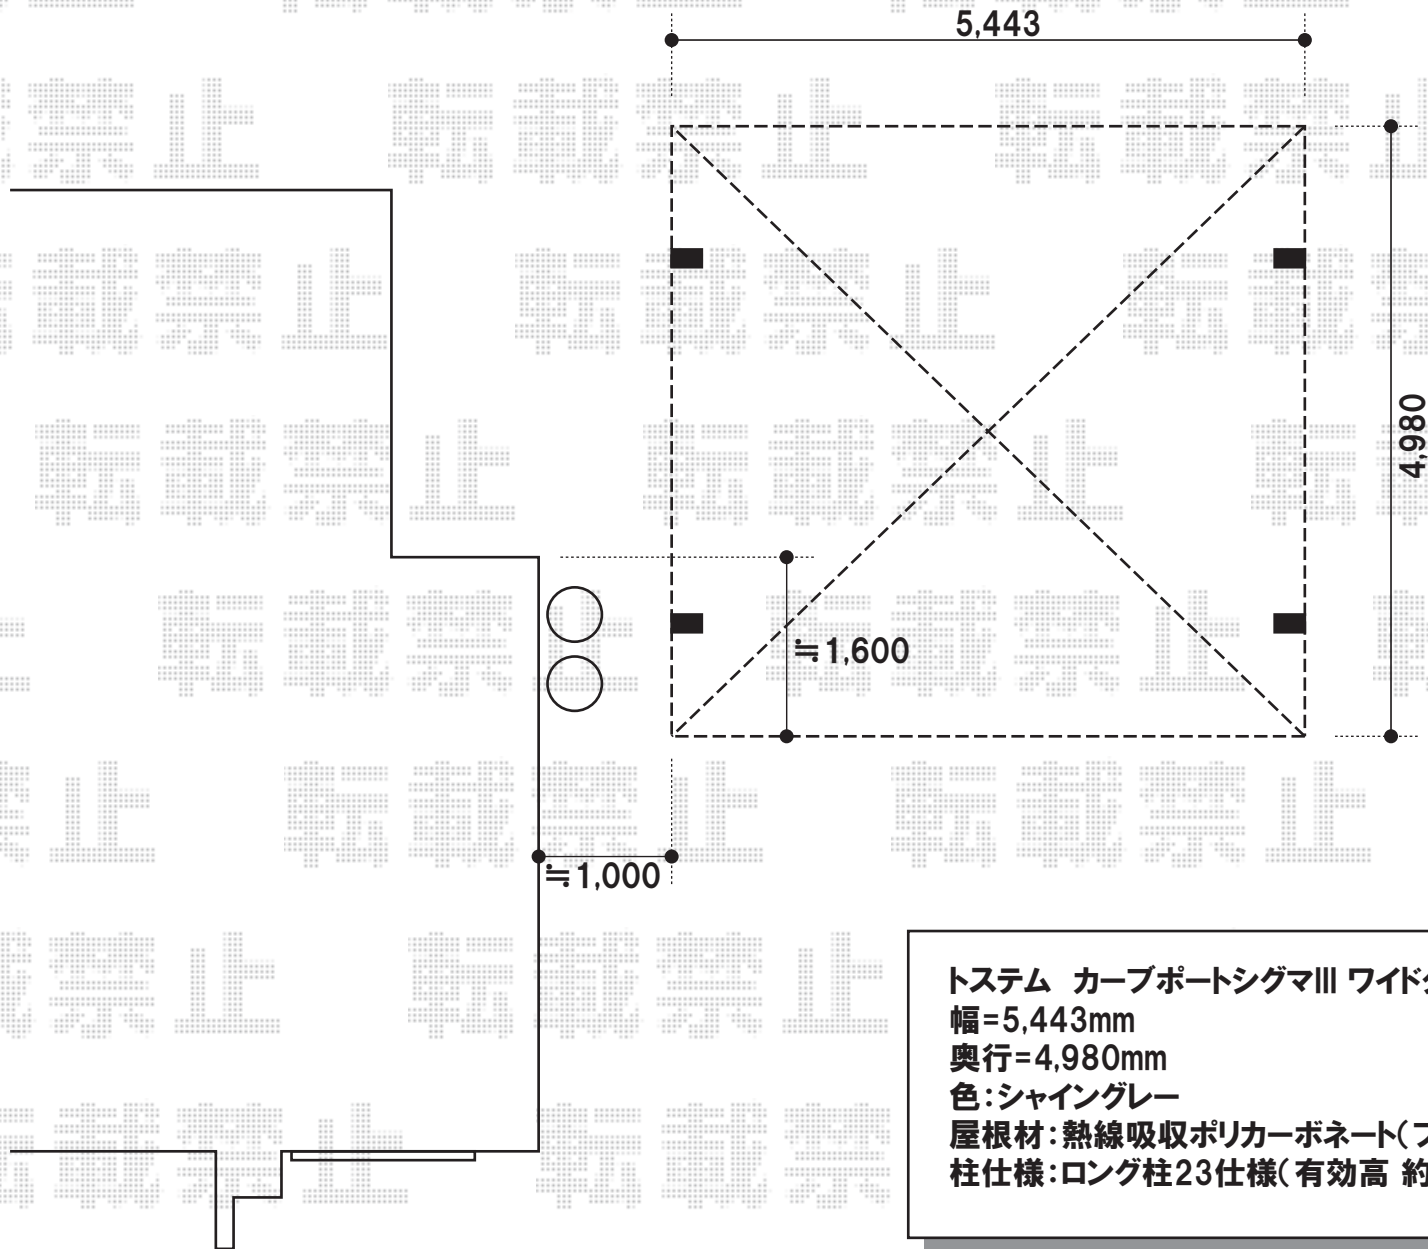 5,443
4,980
≒1,600
≒1,000
トステム カーブポートシグマIII ワイド
幅=5,443mm
奥行=4,980mm
色:シャイングレー
屋根材:熱線吸収ポリカーボネート(
柱仕様:ロング柱23仕様(有効高 約
転載禁止